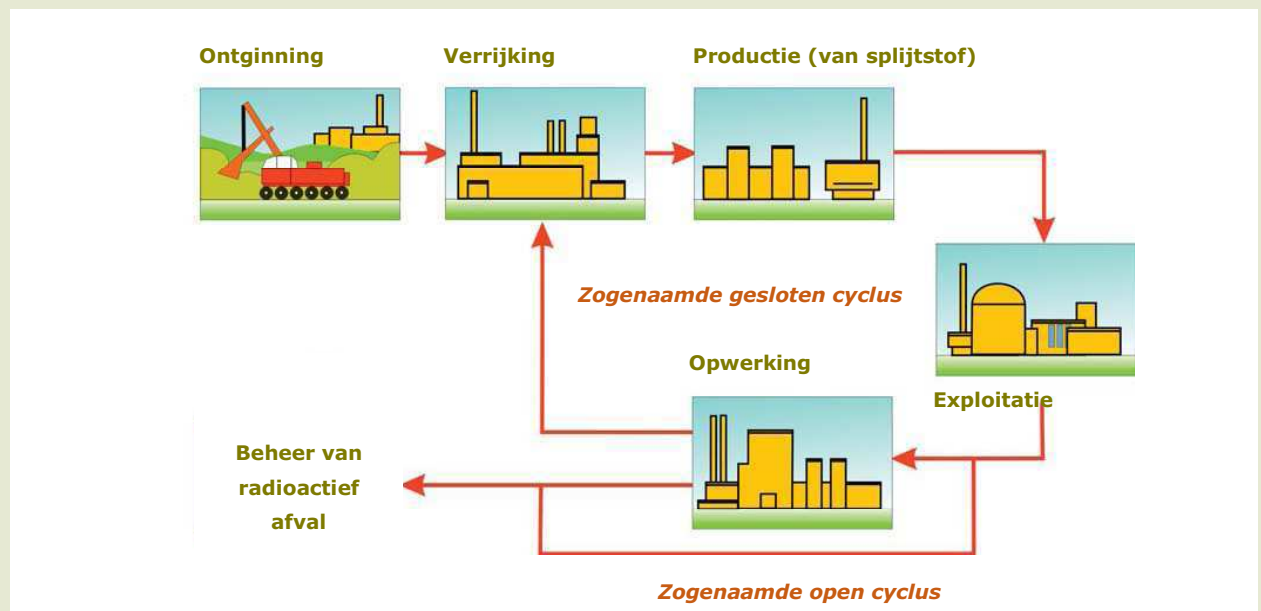 Ontginning
Verrijking
Productie (van splijtstof)
Zogenaamde gesloten cyclus
Opwerking
Exploitatie
Beheer van
radioactief
afval
Zogenaamde open cyclus